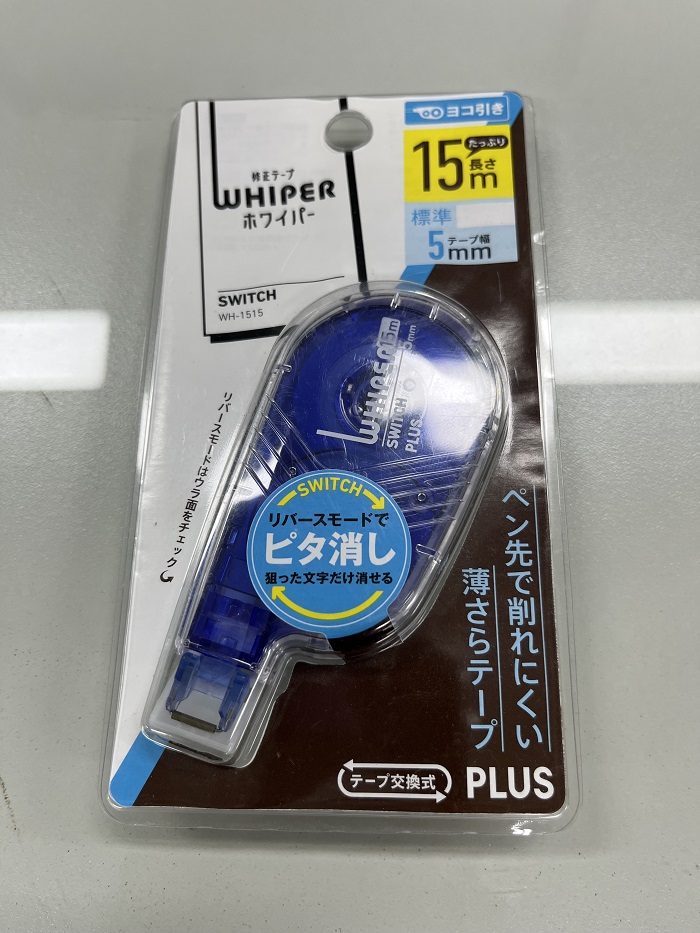 ヨコ引き
たっぷり
15 長さ m
標準
5 テープ幅 mm
修正テープ
WHIPER
ホワイパー
SWITCH
WH-1515
WHIPER 15m
5mm
SWITCH
PLUS
リバースモードはウラ面をチェック
SWITCH
リバースモードで
ピタ消し
狙った文字だけ消せる
ペン先で削れにくい
薄さらテープ
テープ交換式
PLUS